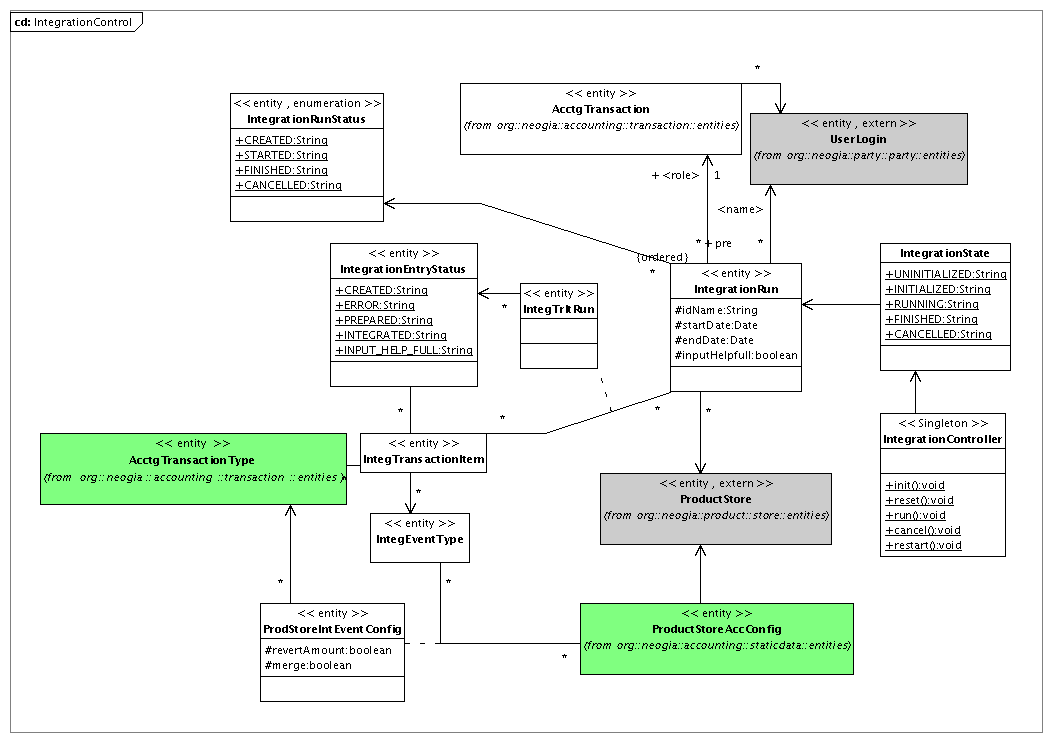 cd: IntegrationControl
*
<< entity >>
AcctgTransaction
(from org::neogia::accounting::transaction::entities)
<< entity , enumeration >>
IntegrationRunStatus
+CREATED:String
+STARTED:String
+FINISHED:String
+CANCELLED:String
<< entity , extern >>
UserLogin
(from org::neogia::party::party::entities)
+ <role>
1
<name>
* + pre
*
{ordered}
*
<< entity >>
IntegrationEntryStatus
+CREATED:String
+ERROR:String
+PREPARED:String
+INTEGRATED:String
+INPUT_HELP_FULL:String
<< entity >>
IntegTrItRun
*
<< entity >>
IntegrationRun
#idName:String
#startDate:Date
#endDate:Date
#inputHelpfull:boolean
IntegrationState
+UNINITIALIZED:String
+INITIALIZED:String
+RUNNING:String
+FINISHED:String
+CANCELLED:String
*
*
*
*
<< entity >>
AcctgTransactionType
(from org::neogia::accounting::transaction::entities)
*
<< entity >>
IntegTransactionItem
<< Singleton >>
IntegrationController
+init():void
+reset():void
+run():void
+cancel():void
+restart():void
*
<< entity , extern >>
ProductStore
(from org::neogia::product::store::entities)
<< entity >>
IntegEventType
*
*
<< entity >>
ProdStoreIntEventConfig
#revertAmount:boolean
#merge:boolean
<< entity >>
ProductStoreAccConfig
(from org::neogia::accounting::staticdata::entities)
*